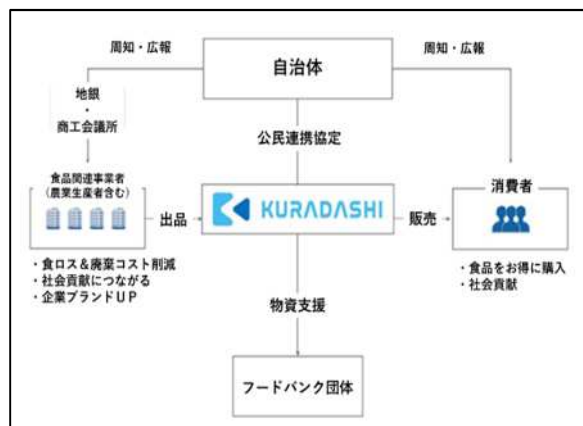 周知・広報
自治体
周知・広報
地銀
・
商工会議所
公民連携協定
食品関連事業者
(農業生産者含む)
出品
KURADASHI
販売
消費者
・食ロス＆廃棄コスト削減
・社会貢献につながる
・企業ブランドUP
・食品をお得に購入
・社会貢献
物資支援
フードバンク団体